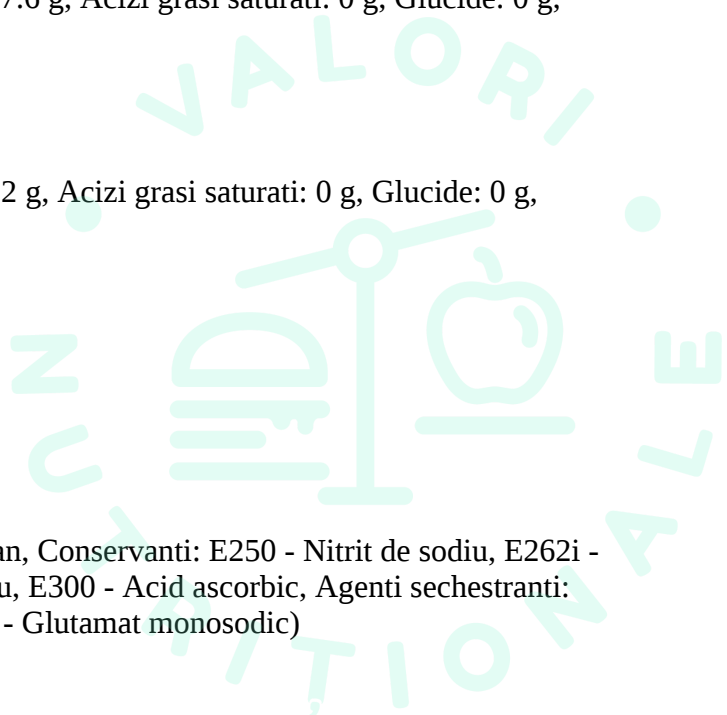 7.6 g, Acizi grasi saturati: 0 g, Glucide: 0 g,
VALORI
2 g, Acizi grasi saturati: 0 g, Glucide: 0 g,
NUTRITIONALE
an, Conservanti: E250 - Nitrit de sodiu, E262i -
u, E300 - Acid ascorbic, Agenti sechestranti:
- Glutamat monosodic)